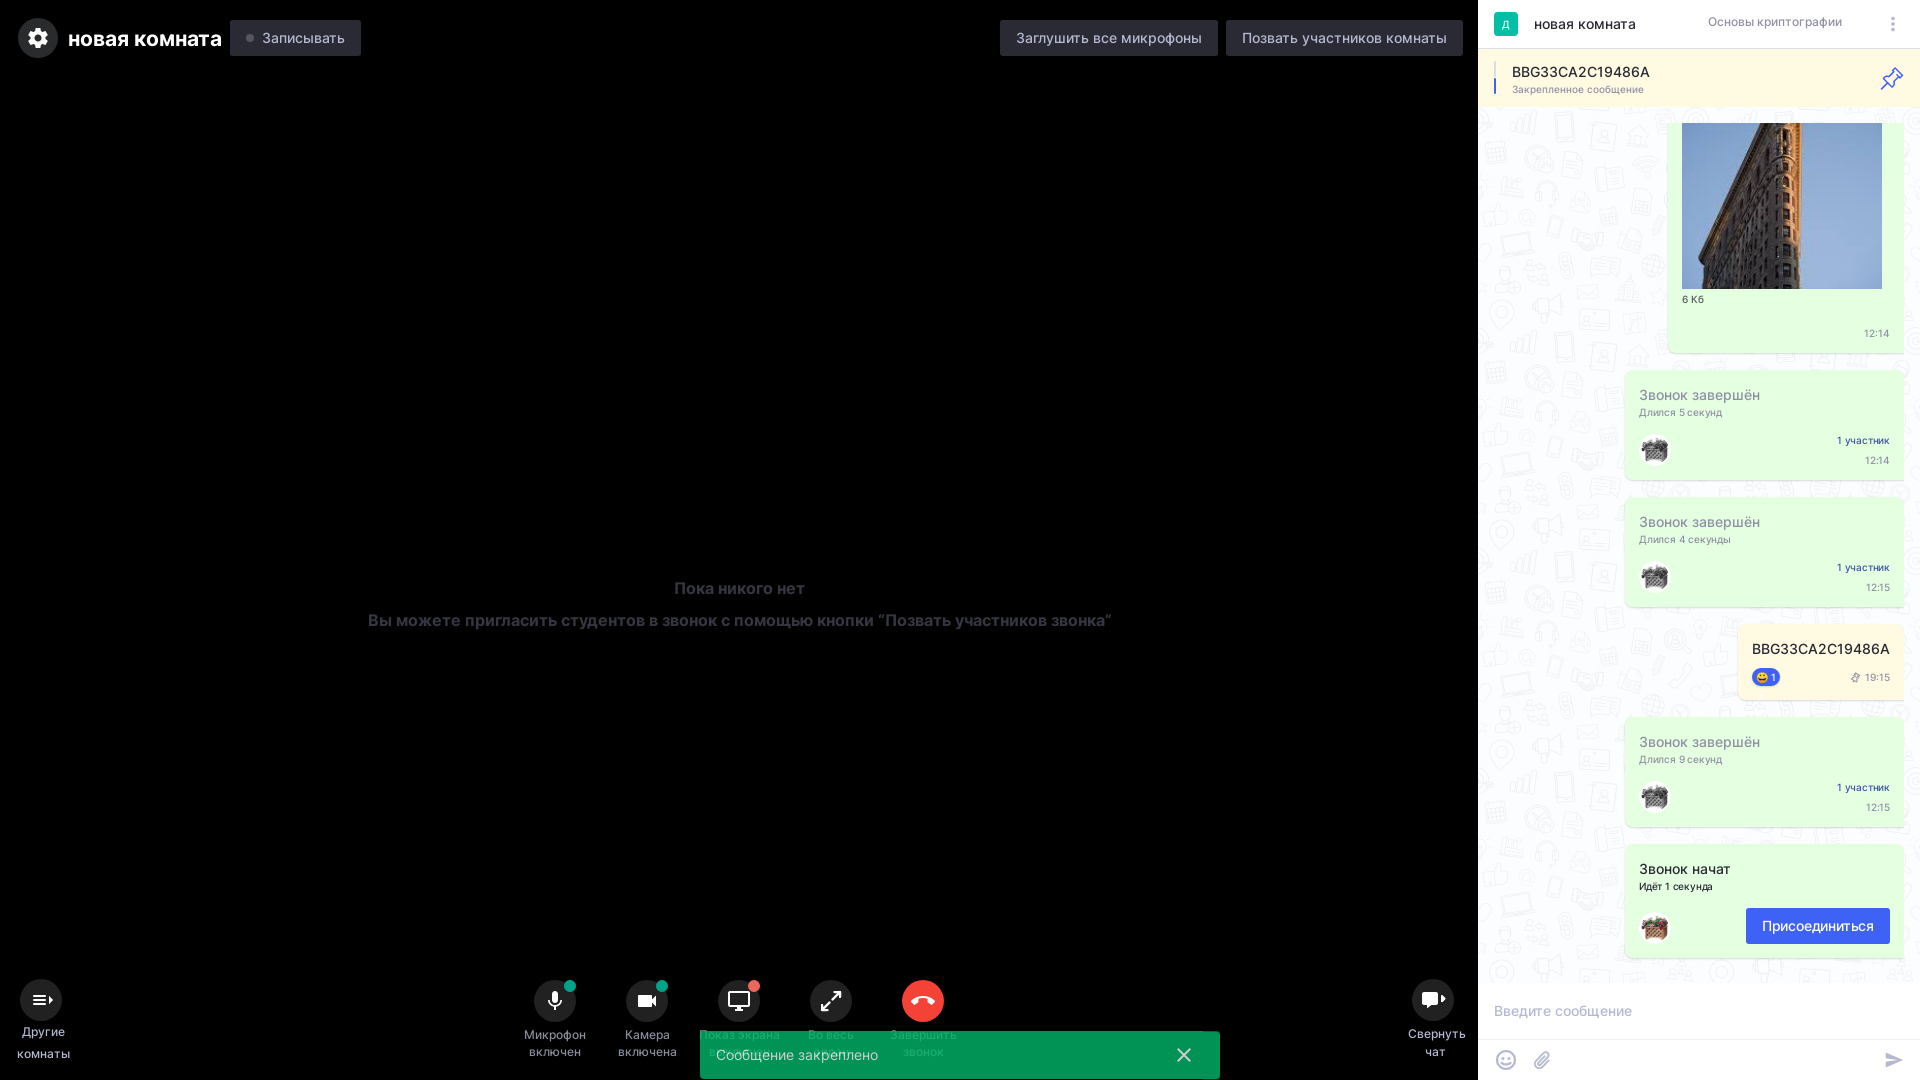 новая комната
Записывать
Заглушить все микрофоны
Позвать участников комнаты
Пока никого нет
Вы можете пригласить студентов в звонок с помощью кнопки “Позвать участников звонка”
Другие
комнаты
Микрофон
включен
Камера
включена
Показ экрана
Во весь
Завершить
звонок
Сообщение закреплено
Свернуть
чат
Д
новая комната
Основы криптографии
BBG33CA2C19486A
Закрепленное сообщение
6 Кб
12:14
Звонок завершён
Длился 5 секунд
1 участник
12:14
Звонок завершён
Длился 4 секунды
1 участник
12:15
BBG33CA2C19486A
1
19:15
Звонок завершён
Длился 9 секунд
1 участник
12:15
Звонок начат
Идёт 1 секунда
Присоединиться
Введите сообщение